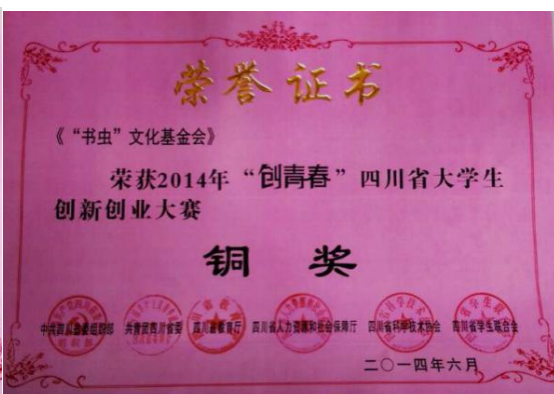 荣誉证书
《“书虫”文化基金会》
荣获2014年“创青春”四川省大学生
创新创业大赛
铜奖
中共四川省委组织部 共青团四川省委 四川省教育厅 四川省人力资源和社会保障厅 四川省科学技术协会 四川省学生联合会
二〇一四年六月